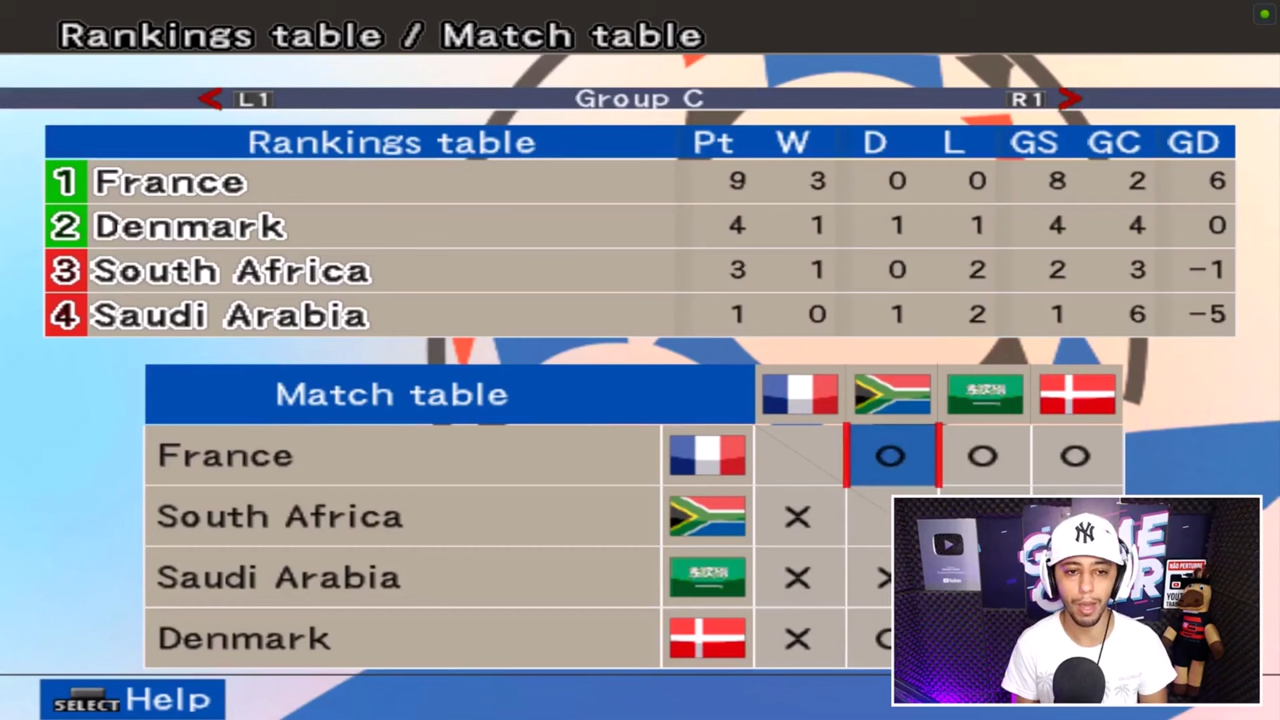 Rankings table / Match table
L1 Group C R1
Rankings table Pt W D L GS GC GD
1 France 9 3 0 0 8 2 6
2 Denmark 4 1 1 1 4 4 0
3 South Africa 3 1 0 2 2 3 -1
4 Saudi Arabia 1 0 1 2 1 6 -5
Match table
France O O O
South Africa X
Saudi Arabia X
Denmark X
SELECT Help
NÃO PERTURBE